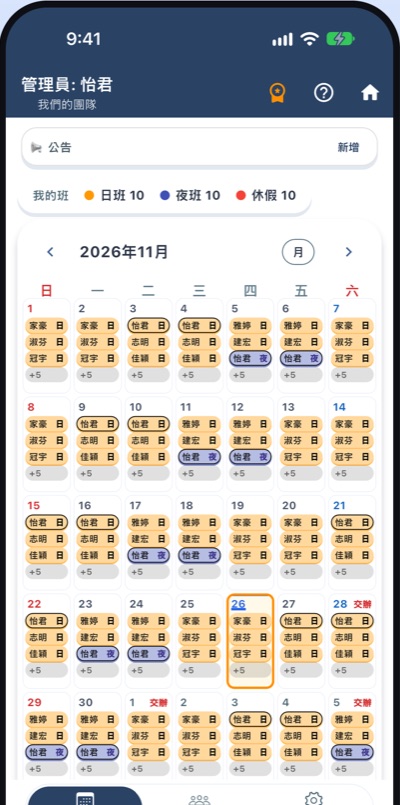 9:41
管理員: 怡君
我們的團隊
公告 新增
我的班 日班 10 夜班 10 休假 10
2026年11月 月
日 一 二 三 四 五 六
1 2 3 4 5 6 7
家豪 日 家豪 日 怡君 日 怡君 日 雅婷 日 雅婷 日 家豪 日
淑芬 日 淑芬 日 志明 日 志明 日 建宏 日 建宏 日 淑芬 日
冠宇 日 冠宇 日 佳穎 日 佳穎 日 怡君 夜 怡君 夜 冠宇 日
+5 +5 +5 +5 +5 +5 +5
8 9 10 11 12 13 14
家豪 日 怡君 日 怡君 日 雅婷 日 雅婷 日 家豪 日 家豪 日
淑芬 日 志明 日 志明 日 建宏 日 建宏 日 淑芬 日 淑芬 日
冠宇 日 佳穎 日 佳穎 日 怡君 夜 怡君 夜 冠宇 日 冠宇 日
+5 +5 +5 +5 +5 +5 +5
15 16 17 18 19 20 21
怡君 日 怡君 日 雅婷 日 雅婷 日 家豪 日 家豪 日 怡君 日
志明 日 志明 日 建宏 日 建宏 日 淑芬 日 淑芬 日 志明 日
佳穎 日 佳穎 日 怡君 夜 怡君 夜 冠宇 日 冠宇 日 佳穎 日
+5 +5 +5 +5 +5 +5 +5
22 23 24 25 26 27 28 交辦
怡君 日 雅婷 日 雅婷 日 家豪 日 家豪 日 怡君 日 怡君 日
志明 日 建宏 日 建宏 日 淑芬 日 淑芬 日 志明 日 志明 日
佳穎 日 怡君 夜 怡君 夜 冠宇 日 冠宇 日 佳穎 日 佳穎 日
+5 +5 +5 +5 +5 +5 +5
29 30 1 交辦 2 3 4 5 交辦
雅婷 日 雅婷 日 家豪 日 家豪 日 怡君 日 怡君 日 雅婷 日
建宏 日 建宏 日 淑芬 日 淑芬 日 志明 日 志明 日 建宏 日
怡君 夜 怡君 夜 冠宇 日 冠宇 日 佳穎 日 佳穎 日 怡君 夜
+5 +5 +5 +5 +5 +5 +5